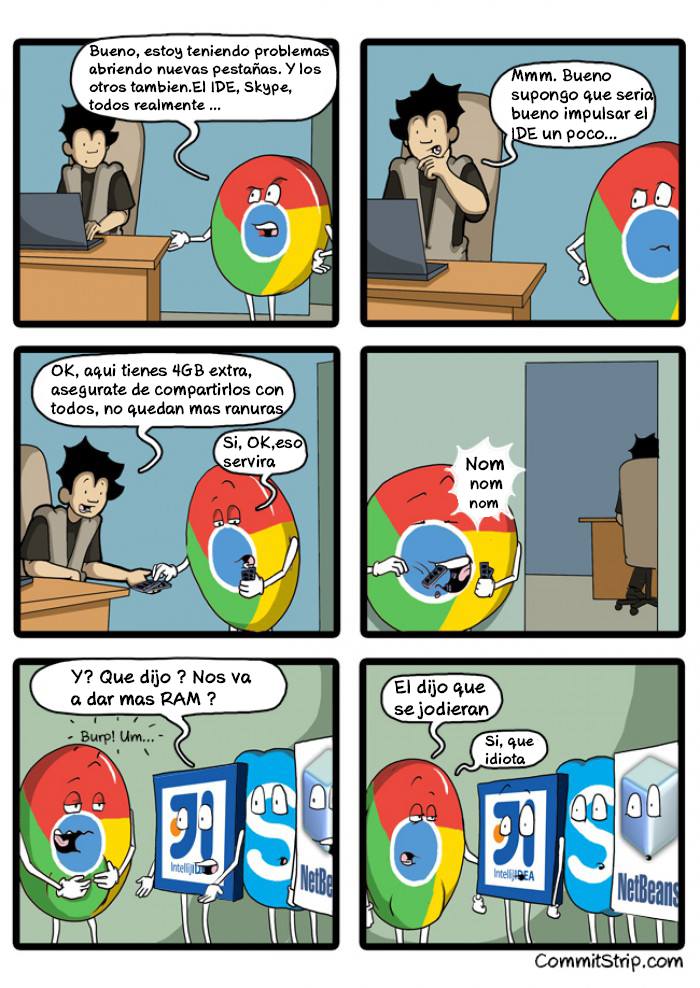 Bueno, estoy teniendo problemas
abriendo nuevas pestañas. Y los
otros tambien.El IDE, Skype,
todos realmente ...
Mmm. Bueno
supongo que seria
bueno impulsar el
IDE un poco...
OK, aqui tienes 4GB extra,
asegurate de compartirlos con
todos, no quedan mas ranuras
Si, OK,eso
servira
Nom
nom
nom
Y? Que dijo ? Nos va
a dar mas RAM ?
- Burp! Um... -
IntellijIDEA
S
NetBe
El dijo que
se jodieran
Si, que
idiota
IntellijIDEA
S
NetBeans
CommitStrip.com